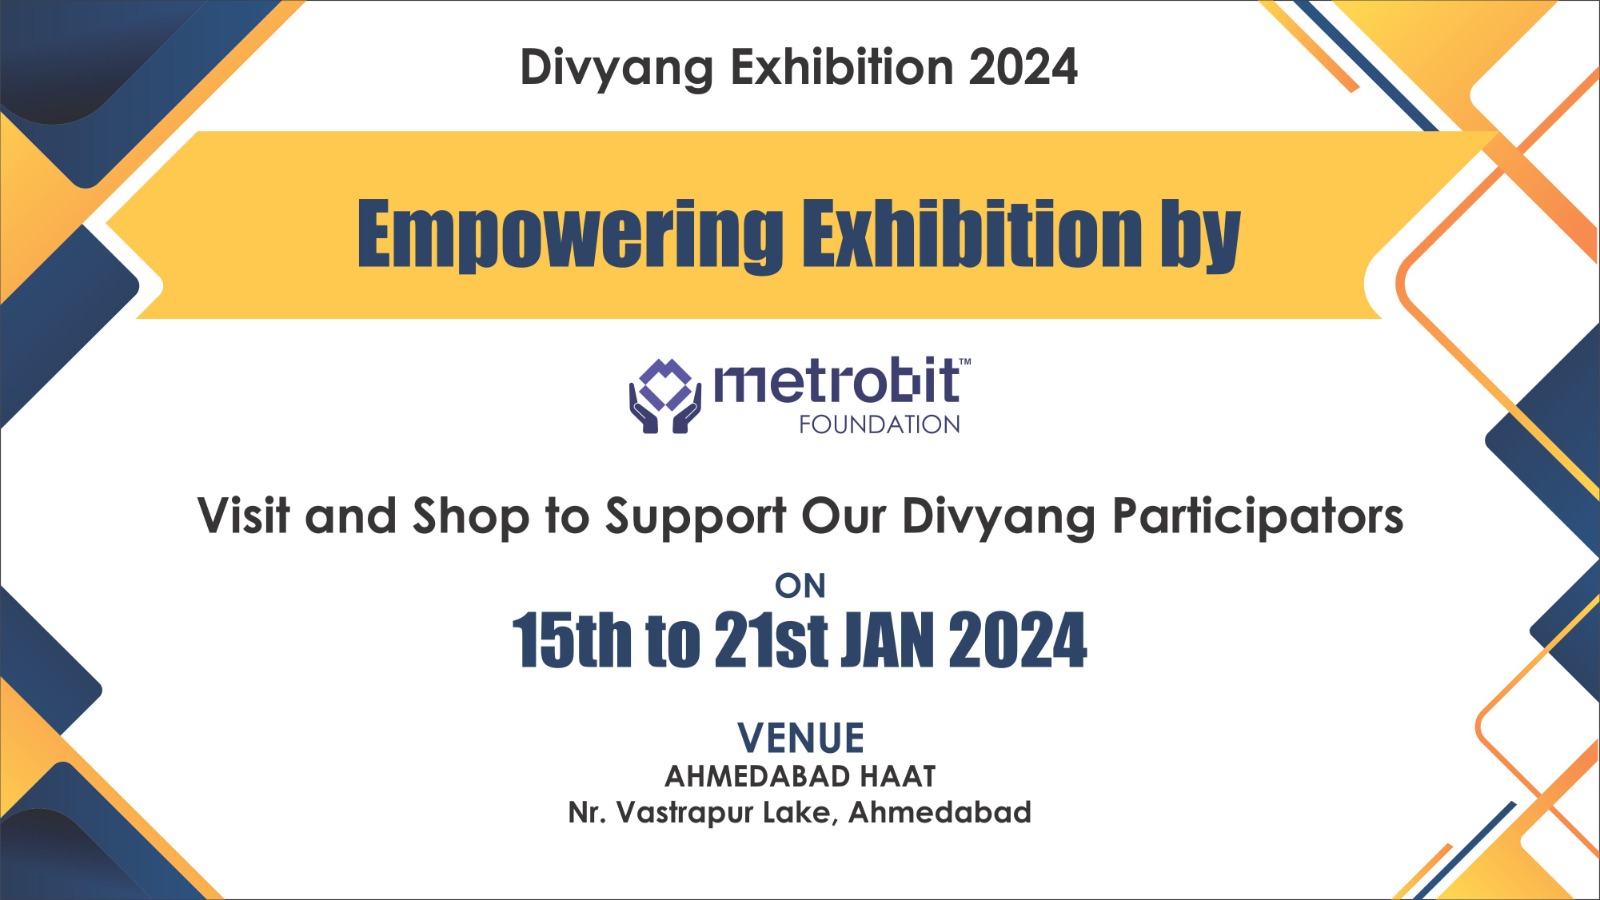 Divyang Exhibition 2024
Empowering Exhibition by
metrobit™
FOUNDATION
Visit and Shop to Support Our Divyang Participators
ON
15th to 21st JAN 2024
VENUE
AHMEDABAD HAAT
Nr. Vastrapur Lake, Ahmedabad